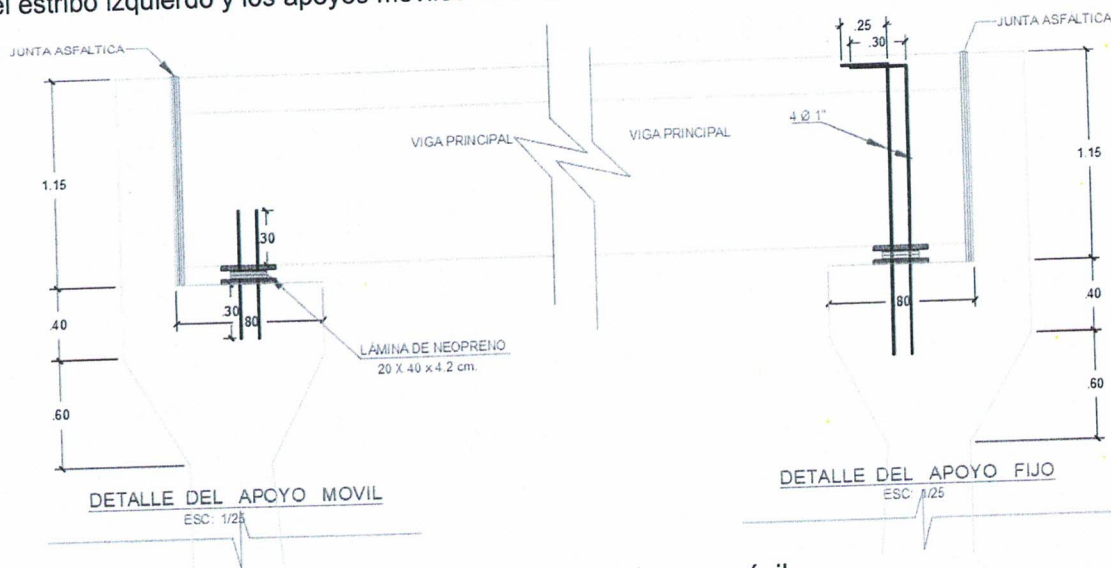 el estribo izquierdo y los apoyos
JUNTA ASFALTICA
1.15
.40
.60
VIGA PRINCIPAL
.30
.30
.80
LÁMINA DE NEOPRENO
20 X 40 x 4.2 cm.
DETALLE DEL APOYO MOVIL
ESC: 1/25
.25
.30
JUNTA ASFALTICA
4 Ø 1"
VIGA PRINCIPAL
1.15
.80
.40
.60
DETALLE DEL APOYO FIJO
ESC: 1/25